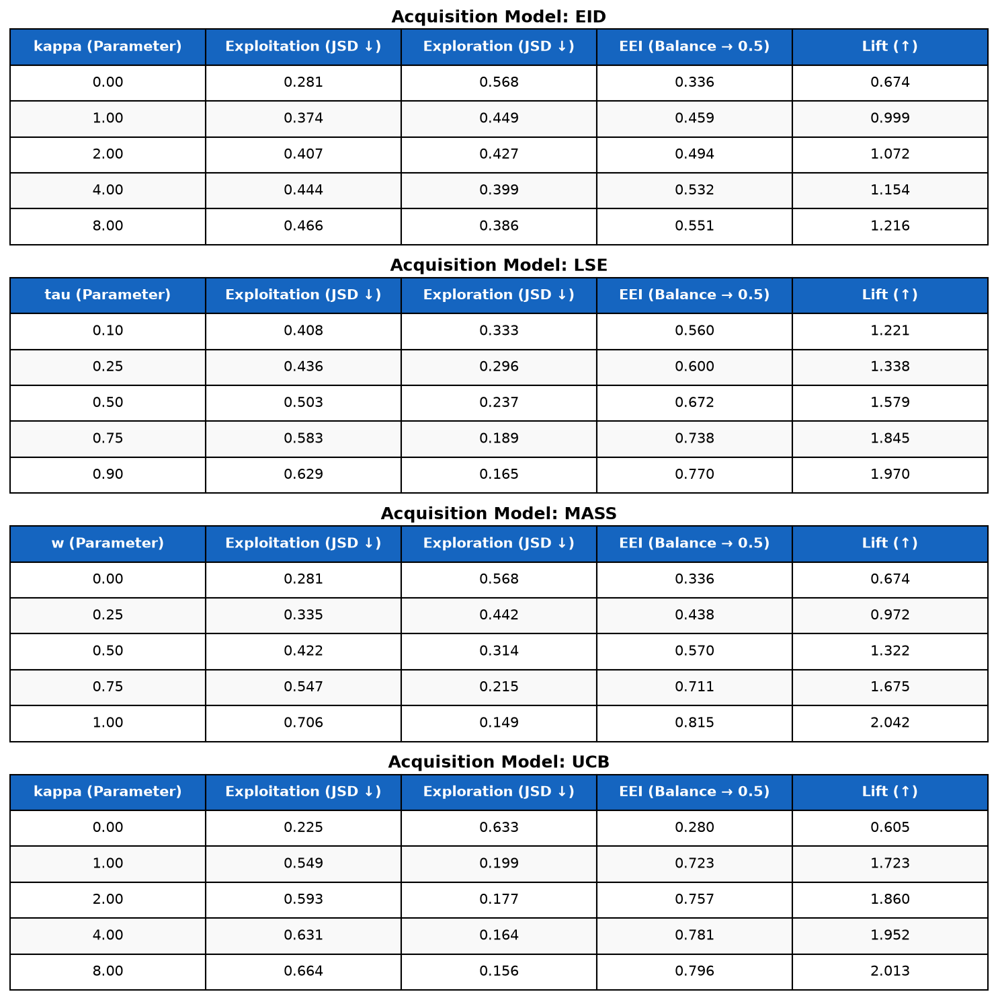 Acquisition Model: EID
kappa (Parameter) Exploitation (JSD ↓) Exploration (JSD ↓) EEI (Balance → 0.5) Lift (↑)
0.00 0.281 0.568 0.336 0.674
1.00 0.374 0.449 0.459 0.999
2.00 0.407 0.427 0.494 1.072
4.00 0.444 0.399 0.532 1.154
8.00 0.466 0.386 0.551 1.216
Acquisition Model: LSE
tau (Parameter) Exploitation (JSD ↓) Exploration (JSD ↓) EEI (Balance → 0.5) Lift (↑)
0.10 0.408 0.333 0.560 1.221
0.25 0.436 0.296 0.600 1.338
0.50 0.503 0.237 0.672 1.579
0.75 0.583 0.189 0.738 1.845
0.90 0.629 0.165 0.770 1.970
Acquisition Model: MASS
w (Parameter) Exploitation (JSD ↓) Exploration (JSD ↓) EEI (Balance → 0.5) Lift (↑)
0.00 0.281 0.568 0.336 0.674
0.25 0.335 0.442 0.438 0.972
0.50 0.422 0.314 0.570 1.322
0.75 0.547 0.215 0.711 1.675
1.00 0.706 0.149 0.815 2.042
Acquisition Model: UCB
kappa (Parameter) Exploitation (JSD ↓) Exploration (JSD ↓) EEI (Balance → 0.5) Lift (↑)
0.00 0.225 0.633 0.280 0.605
1.00 0.549 0.199 0.723 1.723
2.00 0.593 0.177 0.757 1.860
4.00 0.631 0.164 0.781 1.952
8.00 0.664 0.156 0.796 2.013